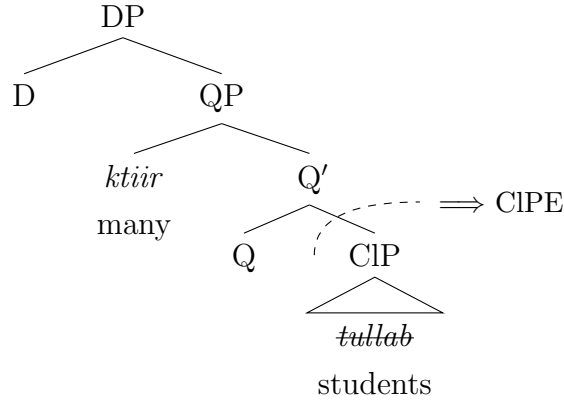 DP
D QP
ktiir Q′
many
⟹ ClPE
Q ClP
tullab
students